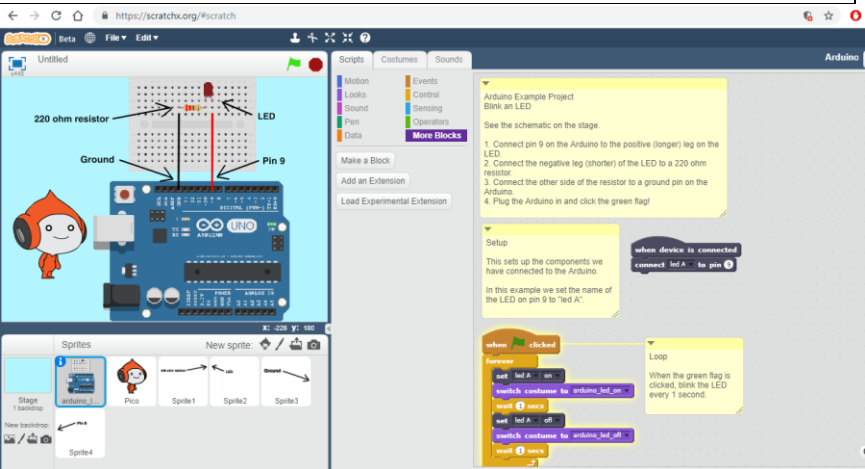 https://scratchx.org/#scratch
Beta
File▾ Edit▾
Untitled
v442
220 ohm resistor
LED
Ground
Pin 9
DIGITAL (PWM~)
UNO
ARDUINO
POWER
ANALOG IN
X: -228 Y: 180
Sprites
New sprite:
Stage
1 backdrop
New backdrop:
arduino_l...
Pico
Sprite1
Sprite2
Sprite3
Sprite4
Scripts
Costumes
Sounds
Motion
Events
Looks
Control
Sound
Sensing
Pen
Operators
Data
More Blocks
Make a Block
Add an Extension
Load Experimental Extension
Arduino
Arduino Example Project
Blink an LED
See the schematic on the stage.
1. Connect pin 9 on the Arduino to the positive (longer) leg on the
LED.
2. Connect the negative leg (shorter) of the LED to a 220 ohm
resistor.
3. Connect the other side of the resistor to a ground pin on the
Arduino.
4. Plug the Arduino in and click the green flag!
Setup
This sets up the components we
have connected to the Arduino.
In this example we set the name of
the LED on pin 9 to "led A".
when device is connected
connect led A to pin 5
when clicked
forever
set led A on
switch costume to arduino_led_on
wait 1 secs
set led A off
switch costume to arduino_led_off
wait 1 secs
Loop
When the green flag is
clicked, blink the LED
every 1 second.